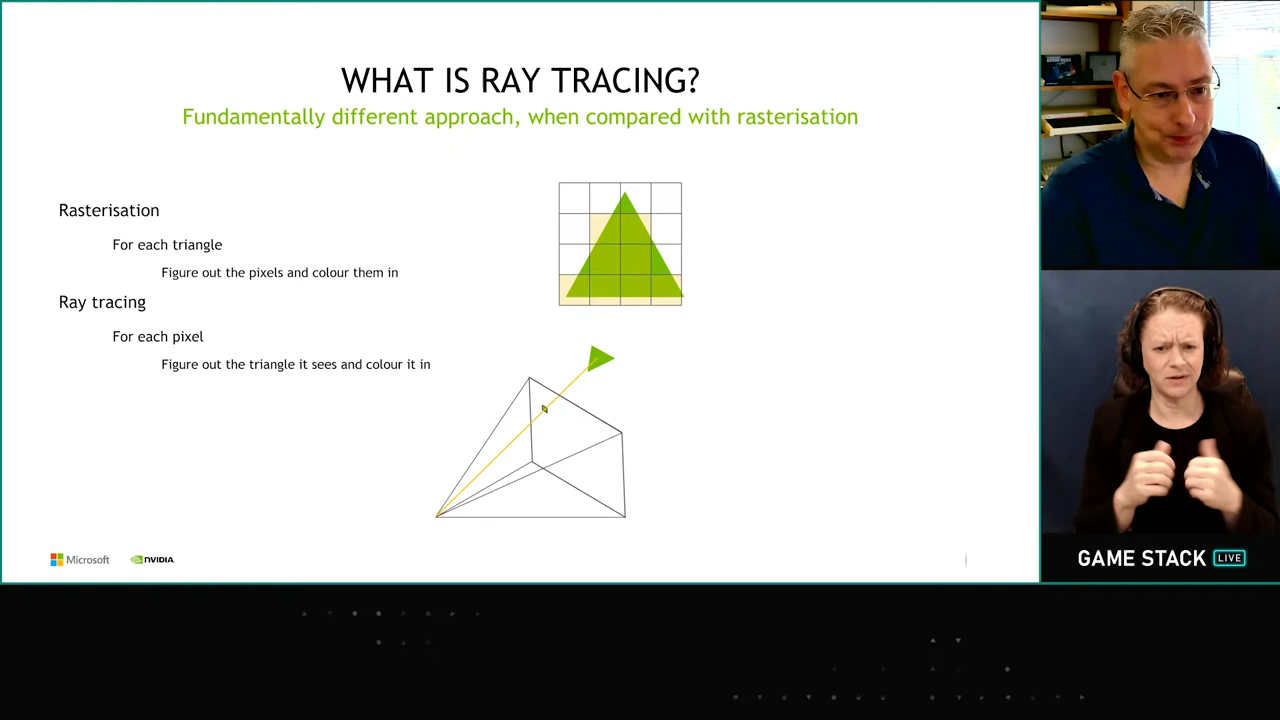 WHAT IS RAY TRACING?
Fundamentally different approach, when compared with rasterisation
Rasterisation
For each triangle
Figure out the pixels and colour them in
Ray tracing
For each pixel
Figure out the triangle it sees and colour it in
Microsoft
NVIDIA
GAME STACK LIVE